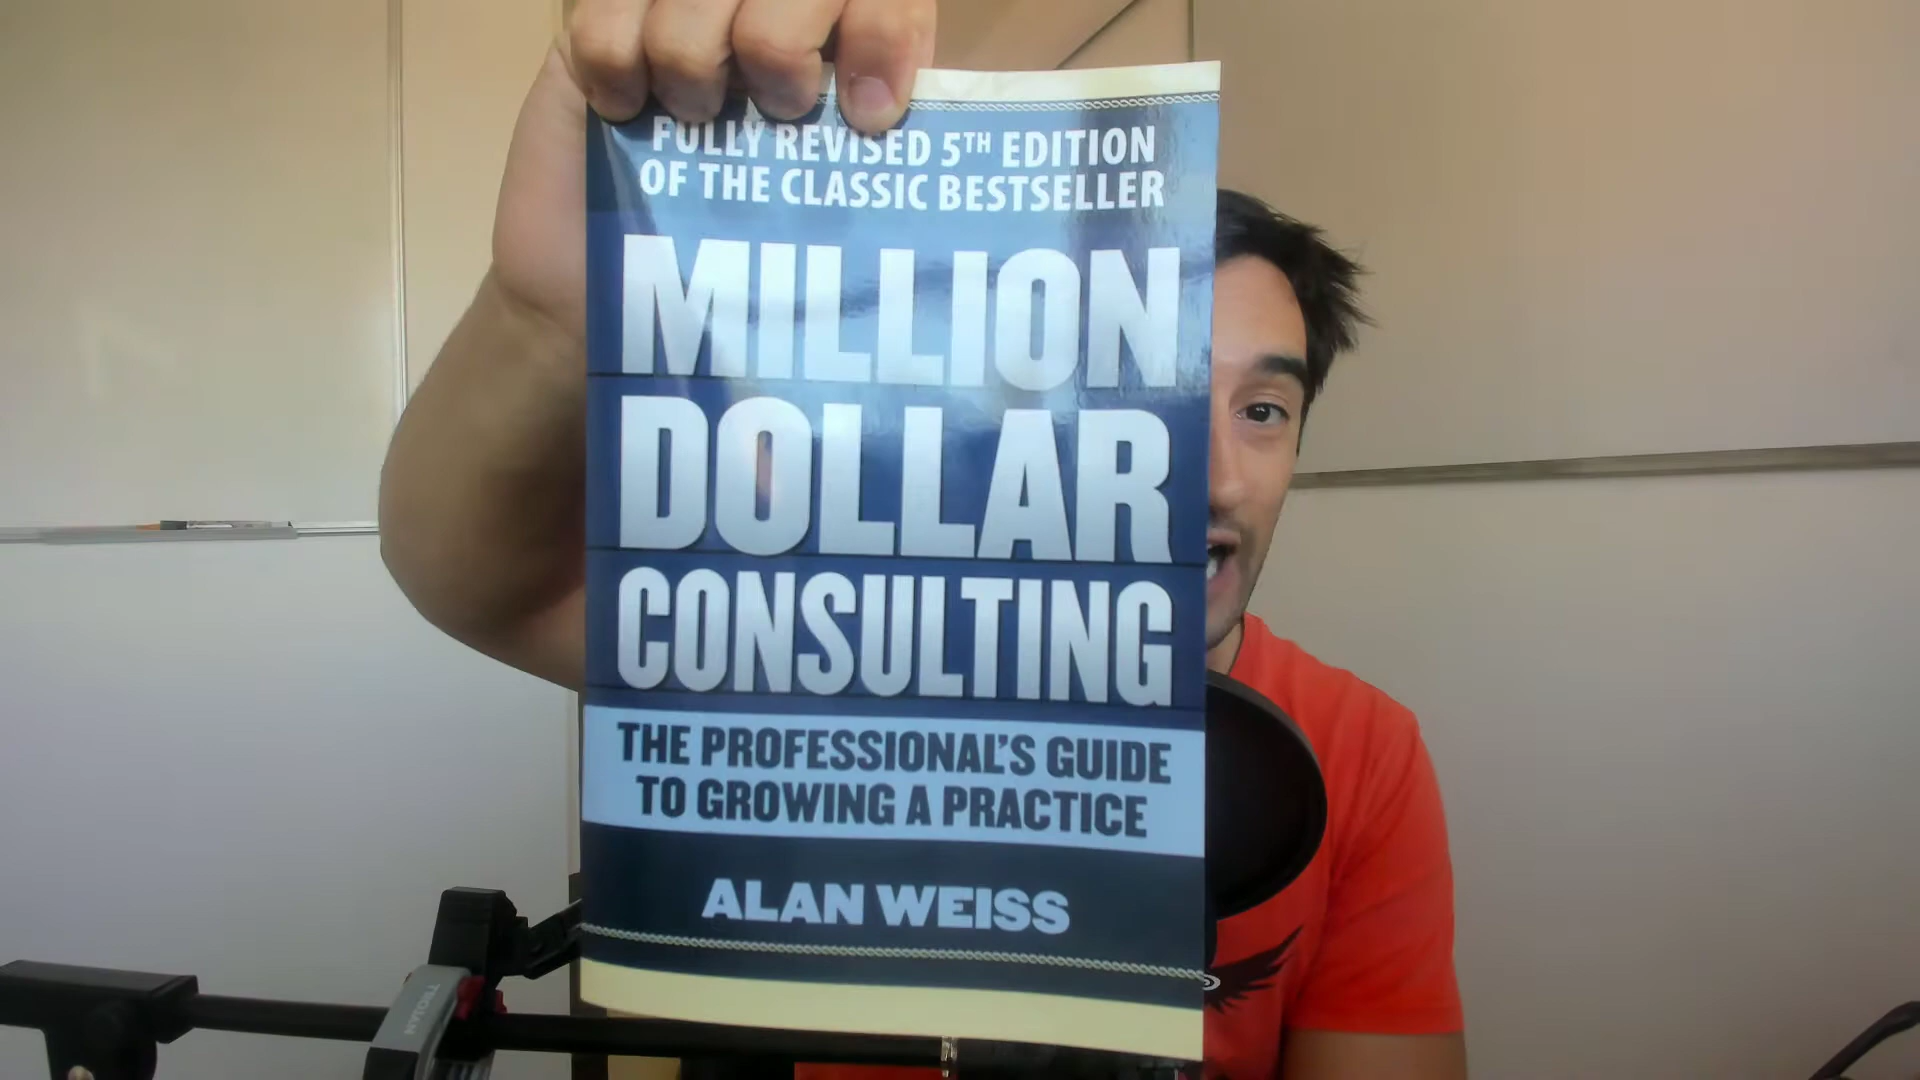 FULLY REVISED 5TH EDITION
OF THE CLASSIC BESTSELLER
MILLION
DOLLAR
CONSULTING
THE PROFESSIONAL'S GUIDE
TO GROWING A PRACTICE
ALAN WEISS